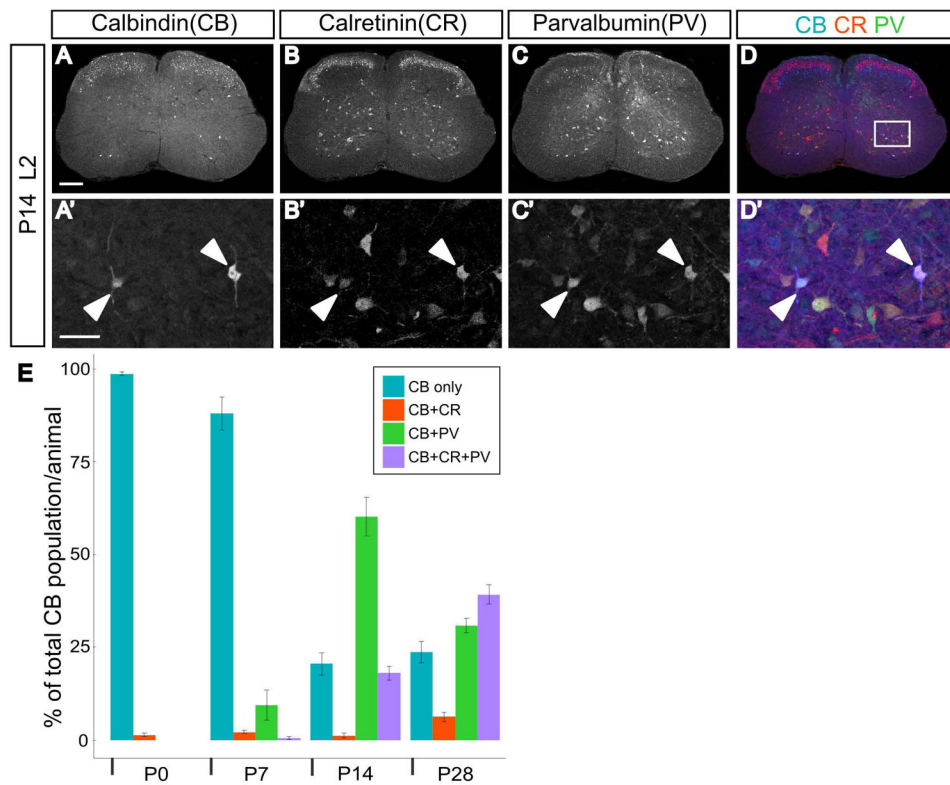 Calbindin(CB)
Calretinin(CR)
Parvalbumin(PV)
CB CR PV
P14 L2
A
B
C
D
A'
B'
C'
D'
E
% of total CB population/animal
100
75
50
25
0
CB only
CB+CR
CB+PV
CB+CR+PV
P0
P7
P14
P28